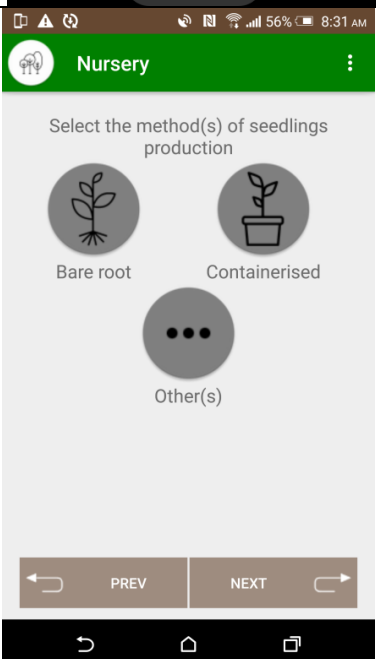 56% 8:31 AM
Nursery
Select the method(s) of seedlings
production
Bare root
Containerised
Other(s)
PREV
NEXT